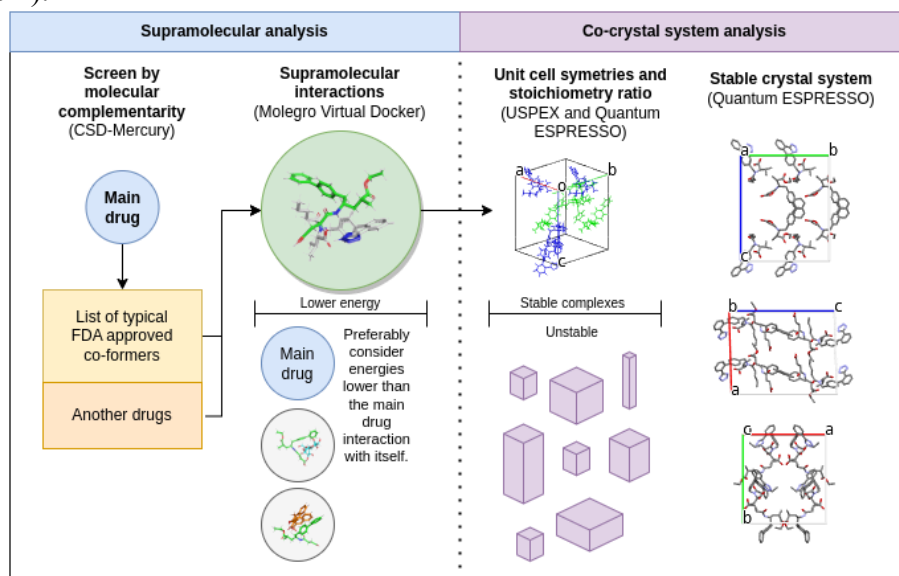 Supramolecular analysis
Co-crystal system analysis
Screen by
molecular
complementarity
(CSD-Mercury)
Main
drug
List of typical
FDA approved
co-formers
Another drugs
Supramolecular
interactions
(Molegro Virtual Docker)
Lower energy
Main
drug
Preferably
consider
energies
lower than
the main
drug
interaction
with itself.
Unit cell symetries and
stoichiometry ratio
(USPEX and Quantum
ESPRESSO)
a
o
b
c
Stable complexes
Unstable
Stable crystal system
(Quantum ESPRESSO)
a
b
c
b
c
a
c
a
b